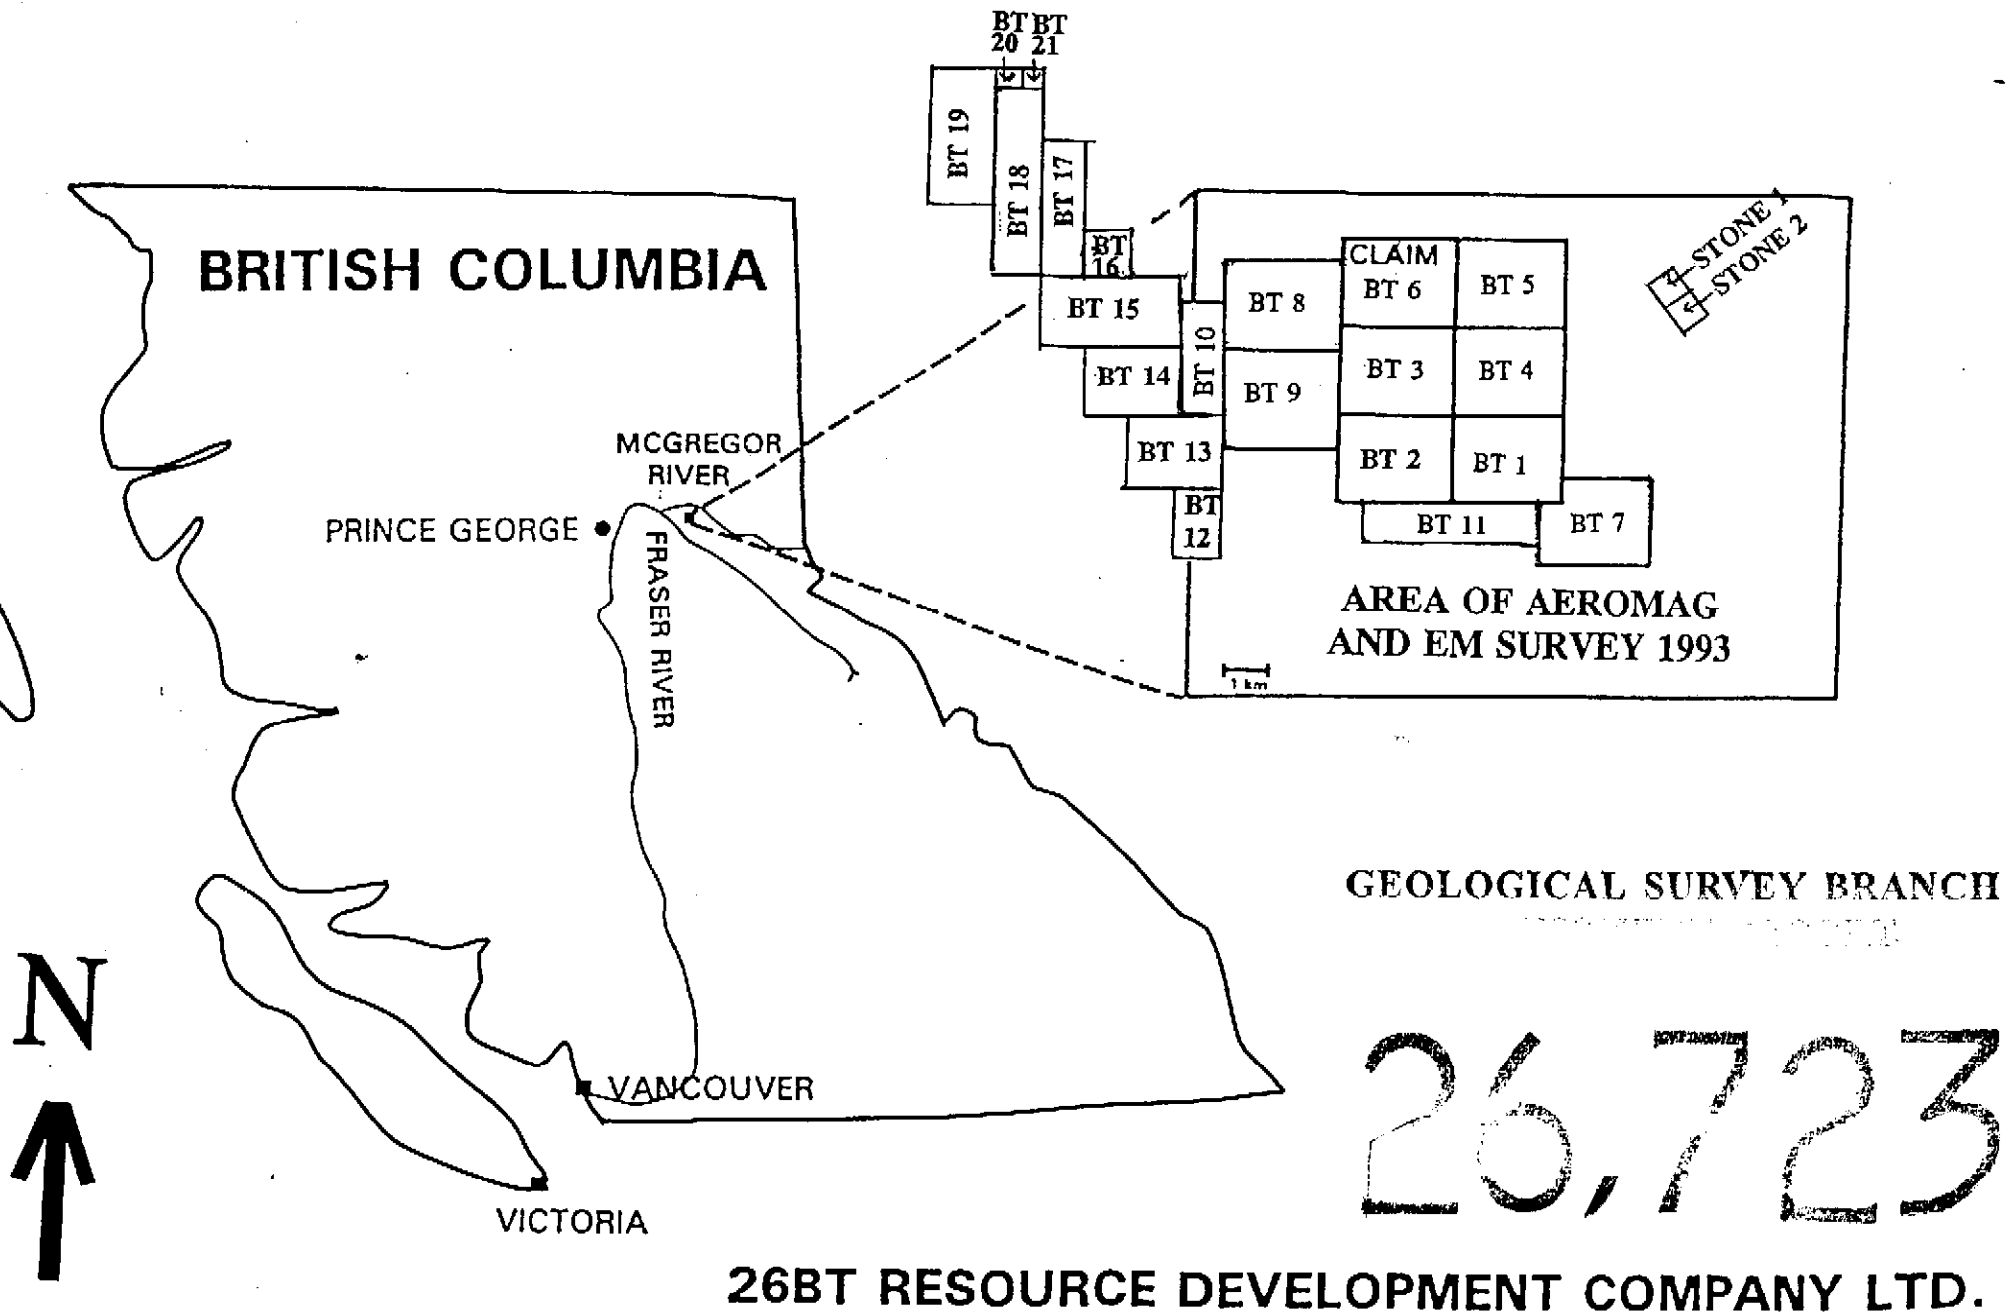 BT BT
20 21
BT 19
BT 18
BT 17
BT
16
BT 15
BT 14
BT 10
BT 13
BT
12
BT 8
BT 9
CLAIM
BT 6
BT 5
BT 3
BT 4
BT 2
BT 1
BT 11
BT 7
STONE 1
STONE 2
AREA OF AEROMAG
AND EM SURVEY 1993
1 km
BRITISH COLUMBIA
MCGREGOR
RIVER
PRINCE GEORGE
FRASER RIVER
VANCOUVER
VICTORIA
N
GEOLOGICAL SURVEY BRANCH
26,723
26BT RESOURCE DEVELOPMENT COMPANY LTD.